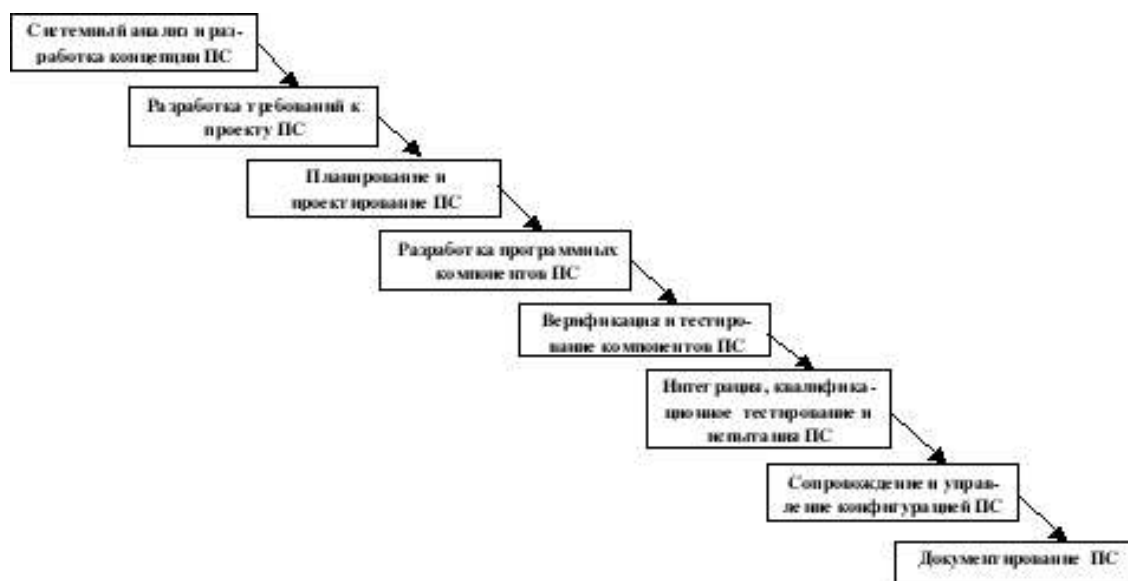 Системный анализ и раз-
работка концепции ПС
Разработка требований к
проекту ПС
Планирование и
проектирование ПС
Разработка программных
компонентов ПС
Верификация и тестиро-
вание компонентов ПС
Интеграция, квалифика-
ционное тестирование и
испытания ПС
Сопровождение и управ-
ление конфигурацией ПС
Документирование ПС